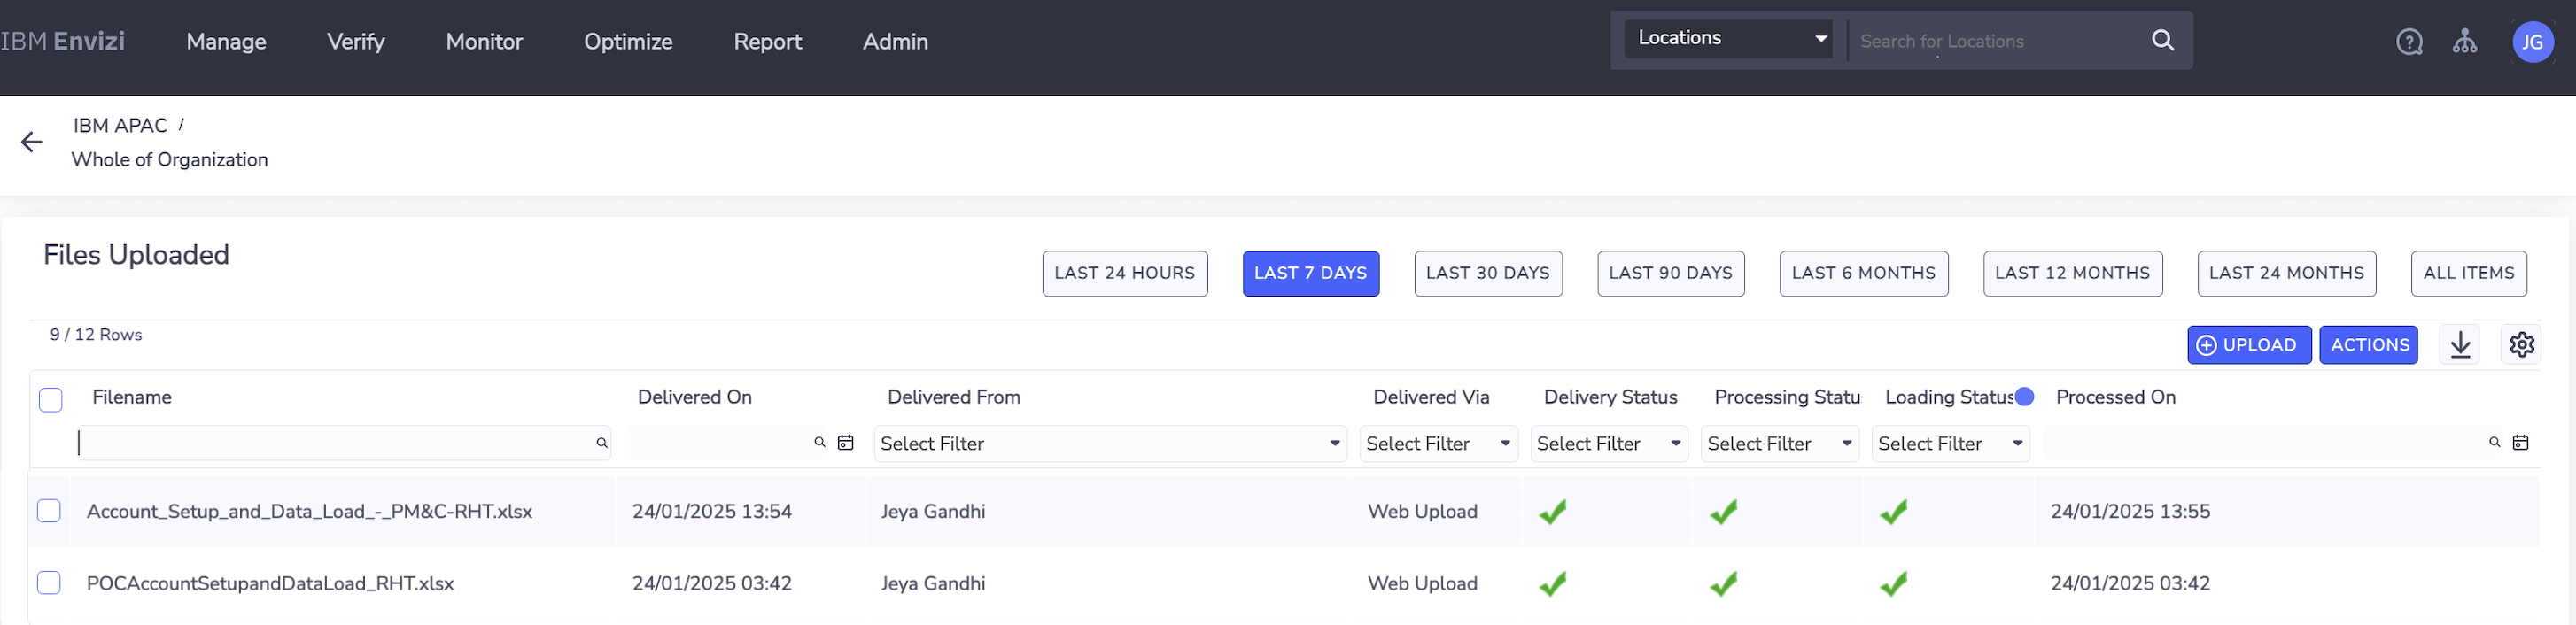 IBM Envizi Manage Verify Monitor Optimize Report Admin Locations Search for Locations JG
IBM APAC /
Whole of Organization
Files Uploaded
LAST 24 HOURS LAST 7 DAYS LAST 30 DAYS LAST 90 DAYS LAST 6 MONTHS LAST 12 MONTHS LAST 24 MONTHS ALL ITEMS
9 / 12 Rows
UPLOAD ACTIONS
Filename Delivered On Delivered From Delivered Via Delivery Status Processing Statu Loading Status Processed On
Select Filter Select Filter Select Filter Select Filter Select Filter
Account_Setup_and_Data_Load_-_PM&C-RHT.xlsx 24/01/2025 13:54 Jeya Gandhi Web Upload 24/01/2025 13:55
POCAccountSetupandDataLoad_RHT.xlsx 24/01/2025 03:42 Jeya Gandhi Web Upload 24/01/2025 03:42